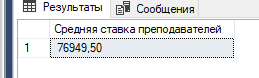 Результаты Сообщения
Средняя ставка преподавателей
1 76949,50